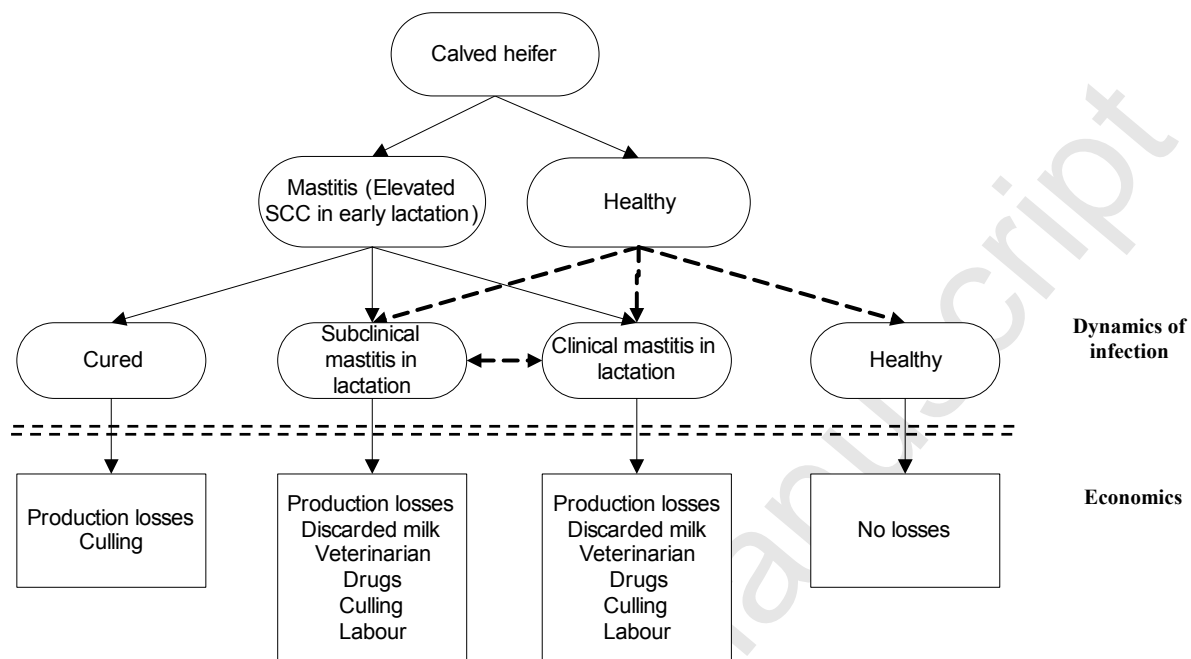 Calved heifer
Mastitis (Elevated
SCC in early lactation)
Healthy
Cured
Subclinical
mastitis in
lactation
Clinical mastitis in
lactation
Healthy
Dynamics of
infection
Production losses
Culling
Production losses
Discarded milk
Veterinarian
Drugs
Culling
Labour
Production losses
Discarded milk
Veterinarian
Drugs
Culling
Labour
No losses
Economics
anuscript